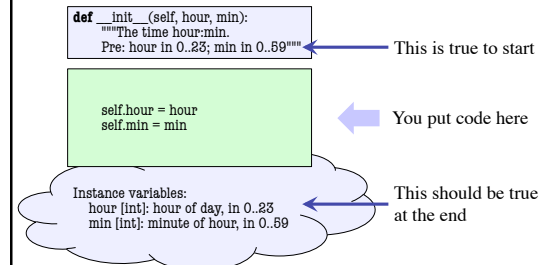 def __init__(self, hour, min):
"""The time hour:min.
Pre: hour in 0..23; min in 0..59"""
This is true to start
self.hour = hour
self.min = min
You put code here
Instance variables:
hour [int]: hour of day, in 0..23
min [int]: minute of hour, in 0..59
This should be true
at the end